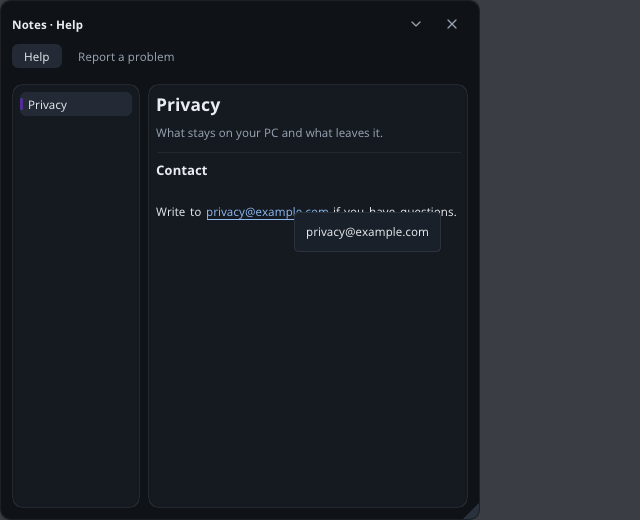 Notes · Help
Help
Report a problem
Privacy
Privacy
What stays on your PC and what leaves it.
Contact
Write to privacy@example.com if you have questions.
privacy@example.com